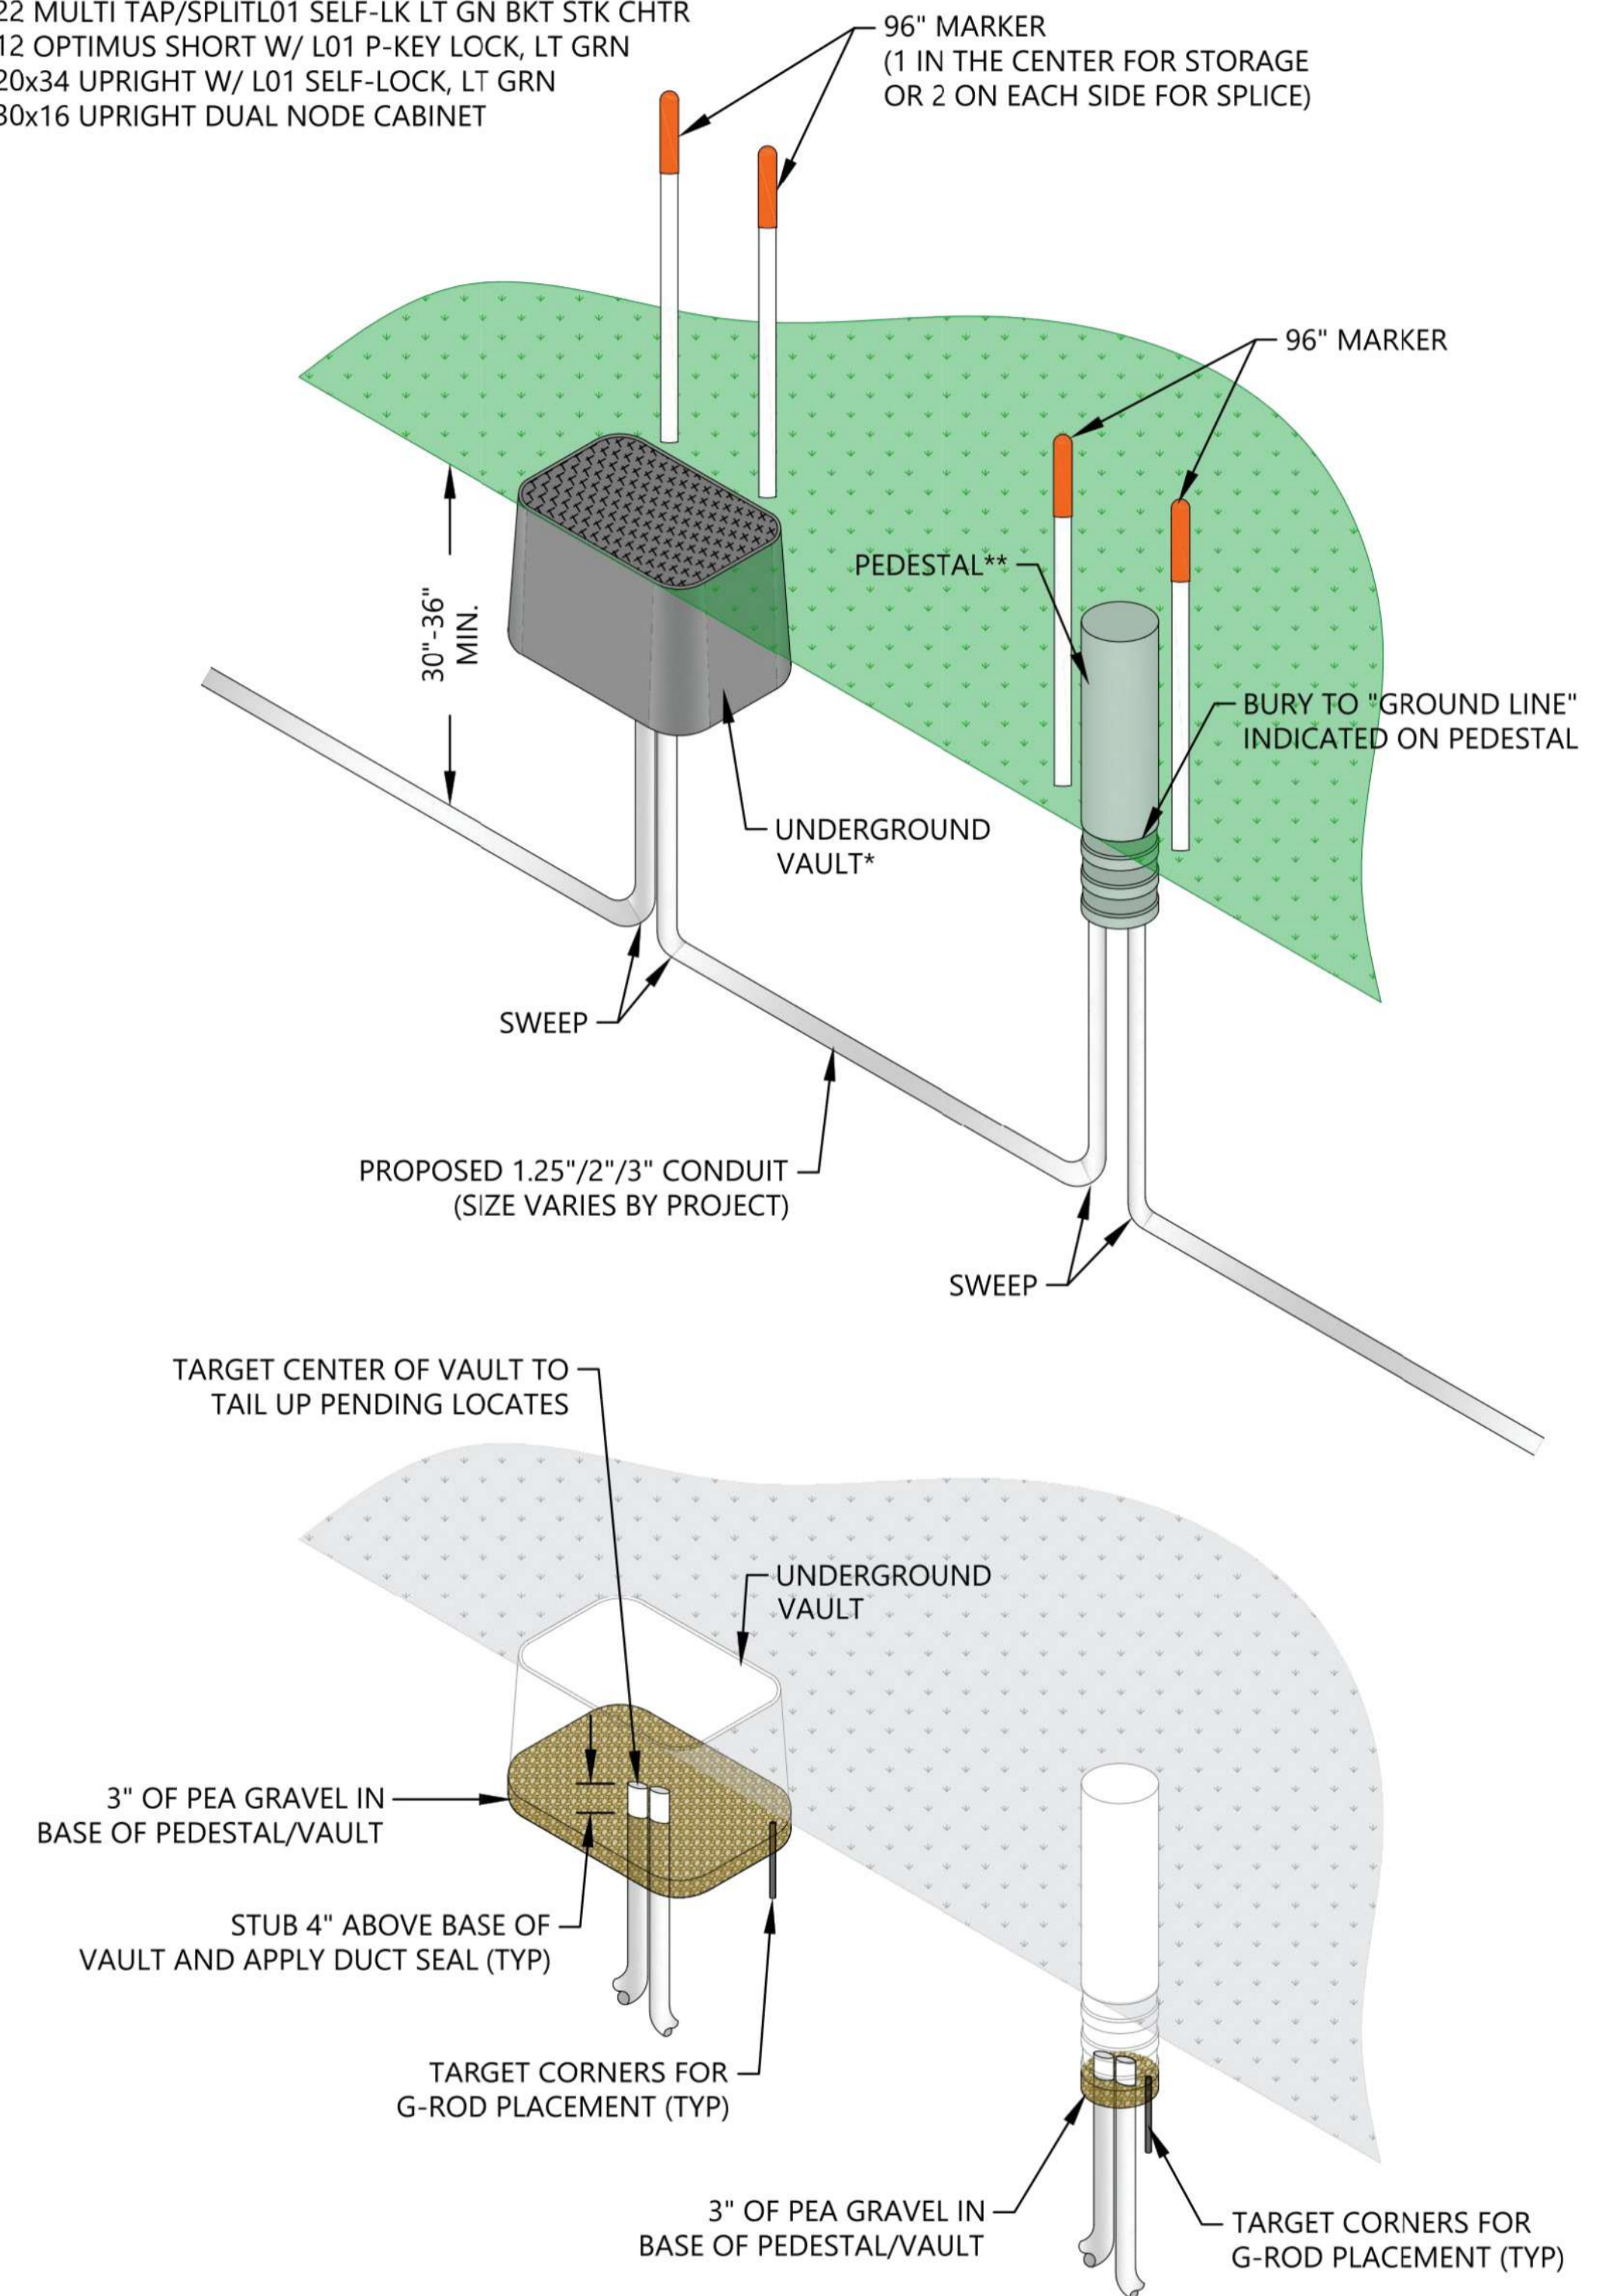 22 MULTI TAP/SPLITL01 SELF-LK LT GN BKT STK CHTR
12 OPTIMUS SHORT W/ L01 P-KEY LOCK, LT GRN
20x34 UPRIGHT W/ L01 SELF-LOCK, LT GRN
30x16 UPRIGHT DUAL NODE CABINET
96" MARKER
(1 IN THE CENTER FOR STORAGE
OR 2 ON EACH SIDE FOR SPLICE)
96" MARKER
PEDESTAL**
30"-36"
MIN.
BURY TO "GROUND LINE"
INDICATED ON PEDESTAL
UNDERGROUND
VAULT*
SWEEP
PROPOSED 1.25"/2"/3" CONDUIT
(SIZE VARIES BY PROJECT)
SWEEP
TARGET CENTER OF VAULT TO
TAIL UP PENDING LOCATES
UNDERGROUND
VAULT
3" OF PEA GRAVEL IN
BASE OF PEDESTAL/VAULT
STUB 4" ABOVE BASE OF
VAULT AND APPLY DUCT SEAL (TYP)
TARGET CORNERS FOR
G-ROD PLACEMENT (TYP)
3" OF PEA GRAVEL IN
BASE OF PEDESTAL/VAULT
TARGET CORNERS FOR
G-ROD PLACEMENT (TYP)